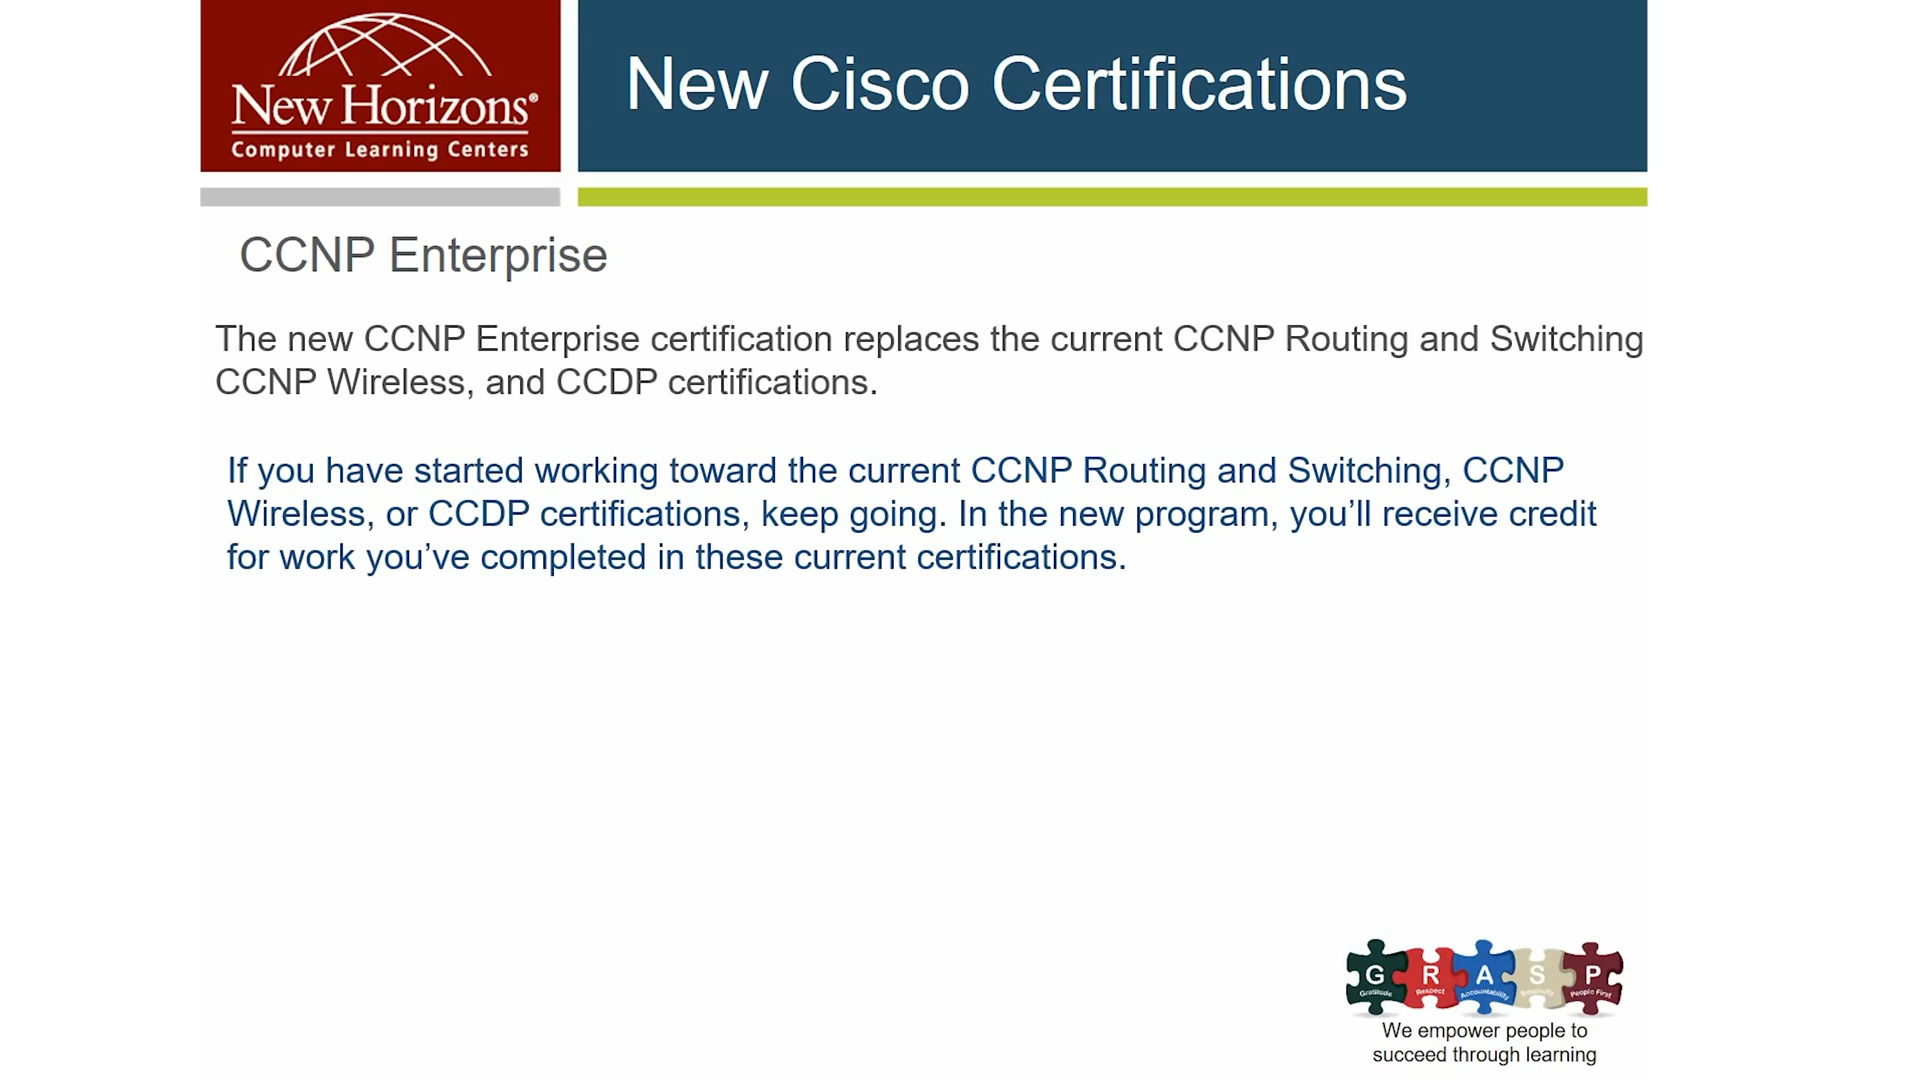 New Horizons®
Computer Learning Centers
New Cisco Certifications
CCNP Enterprise
The new CCNP Enterprise certification replaces the current CCNP Routing and Switching
CCNP Wireless, and CCDP certifications.
If you have started working toward the current CCNP Routing and Switching, CCNP
Wireless, or CCDP certifications, keep going. In the new program, you’ll receive credit
for work you’ve completed in these current certifications.
G R A S P
Gratitude Respect Accountability People First
We empower people to
succeed through learning